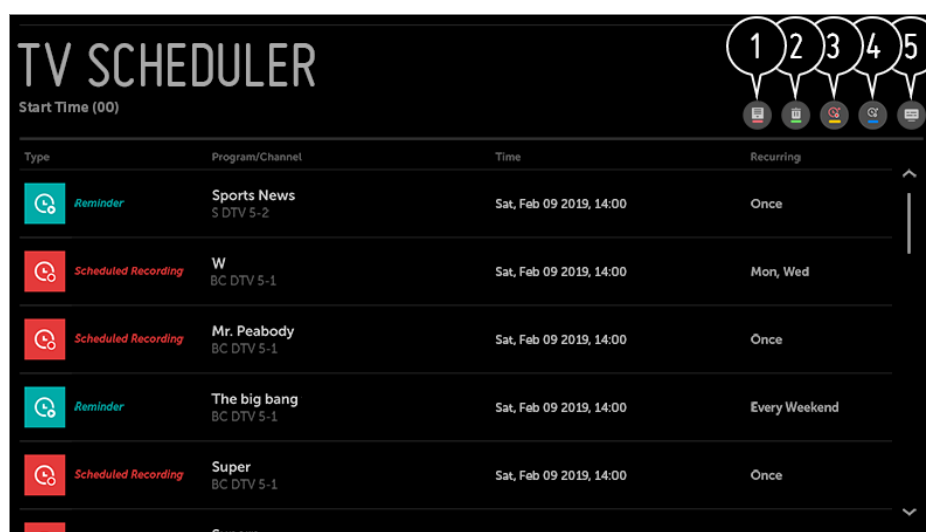 TV SCHEDULER
Start Time (00)
1 2 3 4 5
Type Program/Channel Time Recurring
Reminder Sports News Sat, Feb 09 2019, 14:00 Once
S DTV 5-2
Scheduled Recording W Sat, Feb 09 2019, 14:00 Mon, Wed
BC DTV 5-1
Scheduled Recording Mr. Peabody Sat, Feb 09 2019, 14:00 Once
BC DTV 5-1
Reminder The big bang Sat, Feb 09 2019, 14:00 Every Weekend
BC DTV 5-1
Scheduled Recording Super Sat, Feb 09 2019, 14:00 Once
BC DTV 5-1